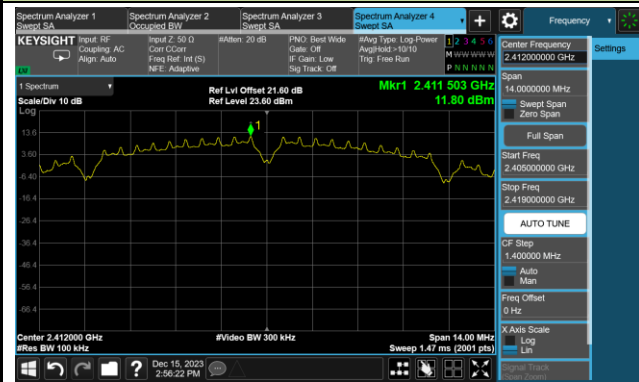 Spectrum Analyzer 1
Swept SA
Spectrum Analyzer 2
Occupied BW
Spectrum Analyzer 3
Swept SA
Spectrum Analyzer 4
Swept SA
+
Frequency
KEYSIGHT
Input: RF
Coupling: AC
Align: Auto
Input Z: 50 Ω
Corr CCorr
Freq Ref: Int (S)
NFE: Adaptive
#Atten: 20 dB
PNO: Best Wide
Gate: Off
IF Gain: Low
Sig Track: Off
#Avg Type: Log-Power
Avg|Hold:>10/10
Trig: Free Run
1 2 3 4 5 6
M W W W W W
P N N N N N
LXI
1 Spectrum
Scale/Div 10 dB
Log
Ref Lvl Offset 21.60 dB
Ref Level 23.60 dBm
Mkr1 2.411 503 GHz
11.80 dBm
1
13.6
3.60
-6.40
-16.4
-26.4
-36.4
-46.4
-56.4
-66.4
Center 2.412000 GHz
#Res BW 100 kHz
#Video BW 300 kHz
Span 14.00 MHz
Sweep 1.47 ms (2001 pts)
Center Frequency
2.412000000 GHz
Span
14.0000000 MHz
Swept Span
Zero Span
Full Span
Start Freq
2.405000000 GHz
Stop Freq
2.419000000 GHz
AUTO TUNE
CF Step
1.400000 MHz
Auto
Man
Freq Offset
0 Hz
X Axis Scale
Log
Lin
Signal Track
(Span Zoom)
Settings
?
Dec 15, 2023
2:56:22 PM